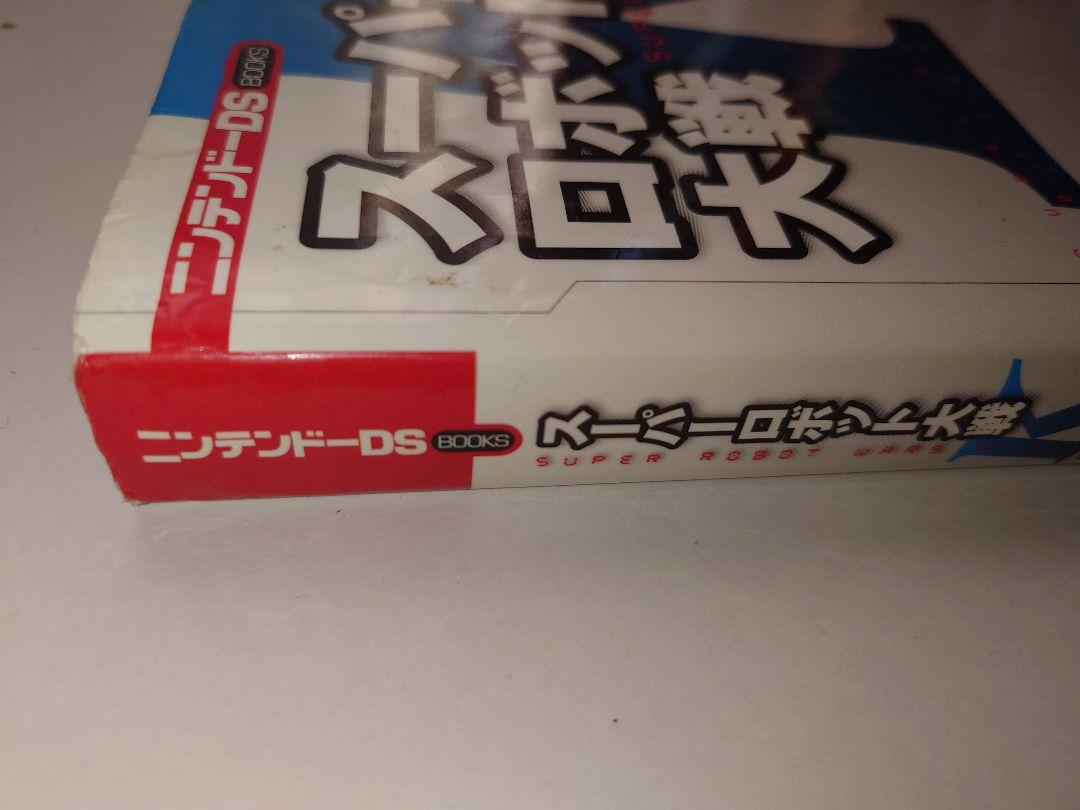 ニンテンドーDS BOOKS
スーパー
ロボット
大戦
ニンテンドーDS BOOKS
スーパーロボット大戦
SUPER ROBOT WARS